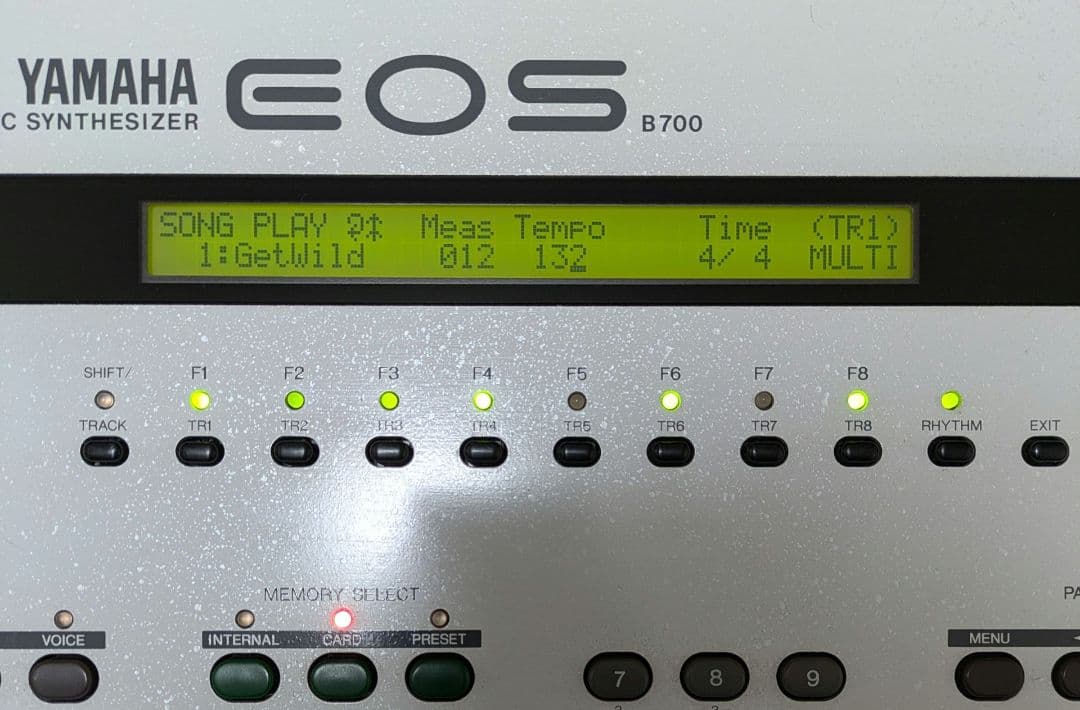 YAMAHA EOS B700
C SYNTHESIZER
SONG PLAY Meas Tempo Time (TR1)
1:GetWild 012 132 4/ 4 MULTI
SHIFT/ F1 F2 F3 F4 F5 F6 F7 F8
TRACK TR1 TR2 TR3 TR4 TR5 TR6 TR7 TR8 RHYTHM EXIT
MEMORY SELECT PA
VOICE INTERNAL CARD PRESET MENU
7 8 9